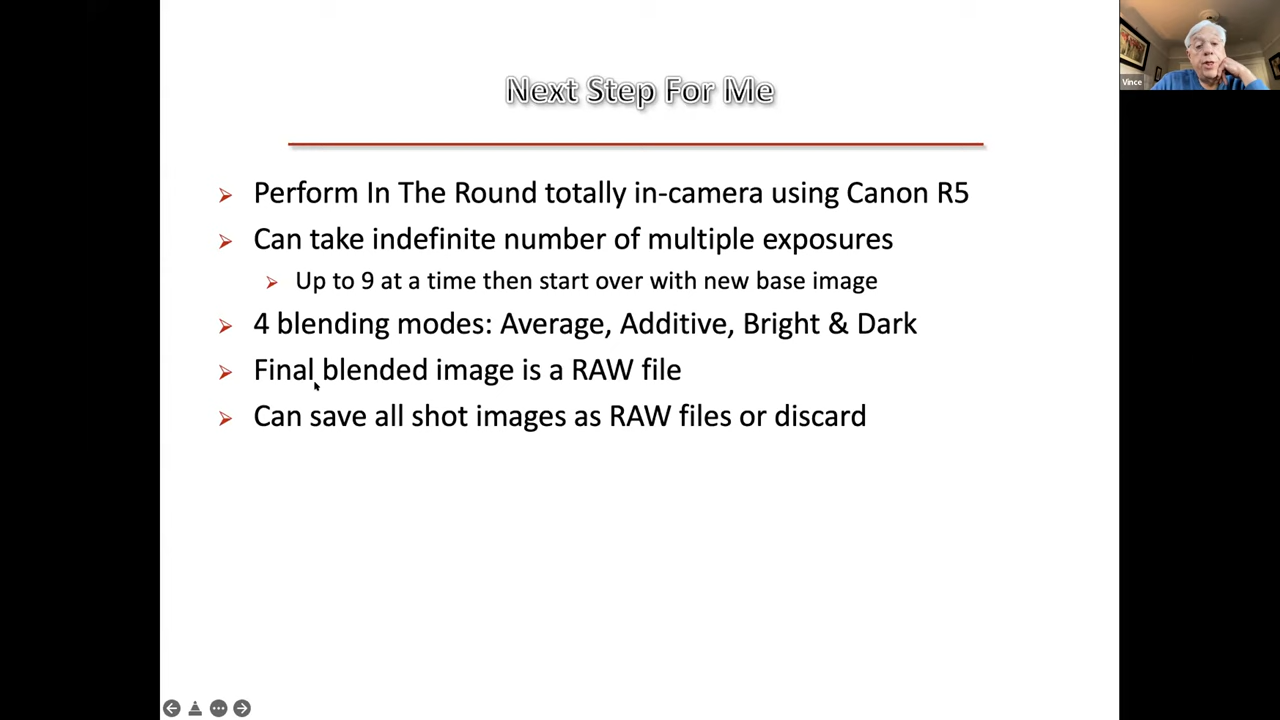 Next Step For Me
Perform In The Round totally in-camera using Canon R5
Can take indefinite number of multiple exposures
Up to 9 at a time then start over with new base image
4 blending modes: Average, Additive, Bright & Dark
Final blended image is a RAW file
Can save all shot images as RAW files or discard
Vince